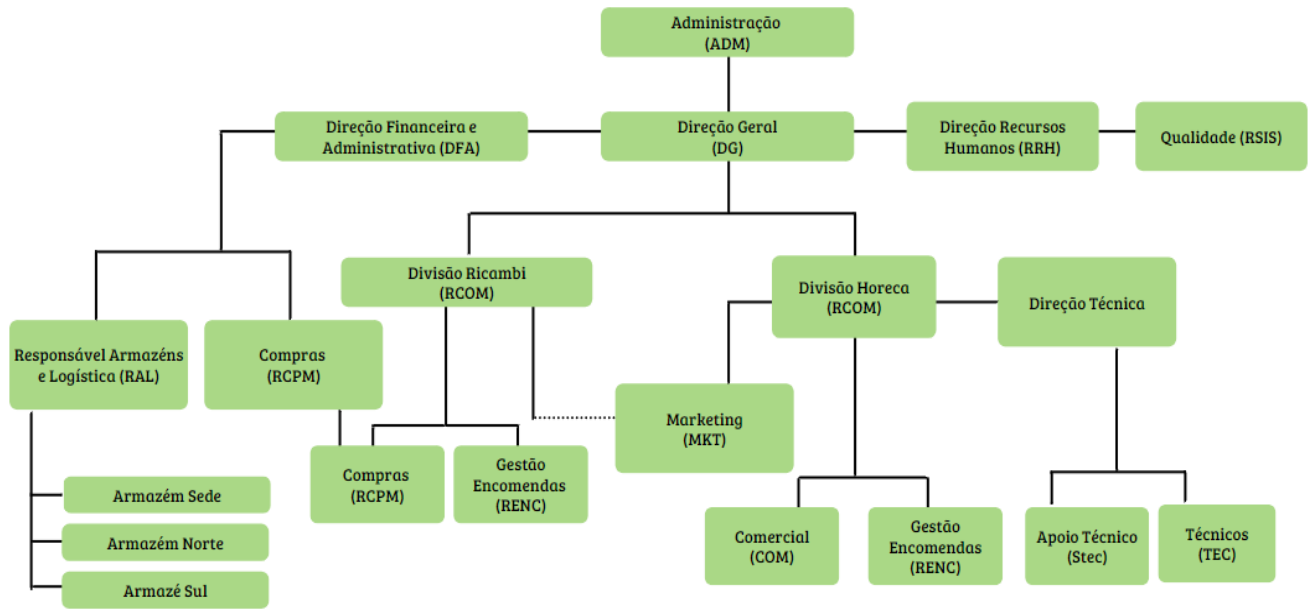 Administração
(ADM)
Direção Financeira e
Administrativa (DFA)
Direção Geral
(DG)
Direção Recursos
Humanos (RRH)
Qualidade (RSIS)
Divisão Ricambi
(RCOM)
Divisão Horeca
(RCOM)
Direção Técnica
Responsável Armazéns
e Logística (RAL)
Compras
(RCPM)
Marketing
(MKT)
Compras
(RCPM)
Gestão
Encomendas
(RENC)
Armazém Sede
Armazém Norte
Armazé Sul
Comercial
(COM)
Gestão
Encomendas
(RENC)
Apoio Técnico
(Stec)
Técnicos
(TEC)